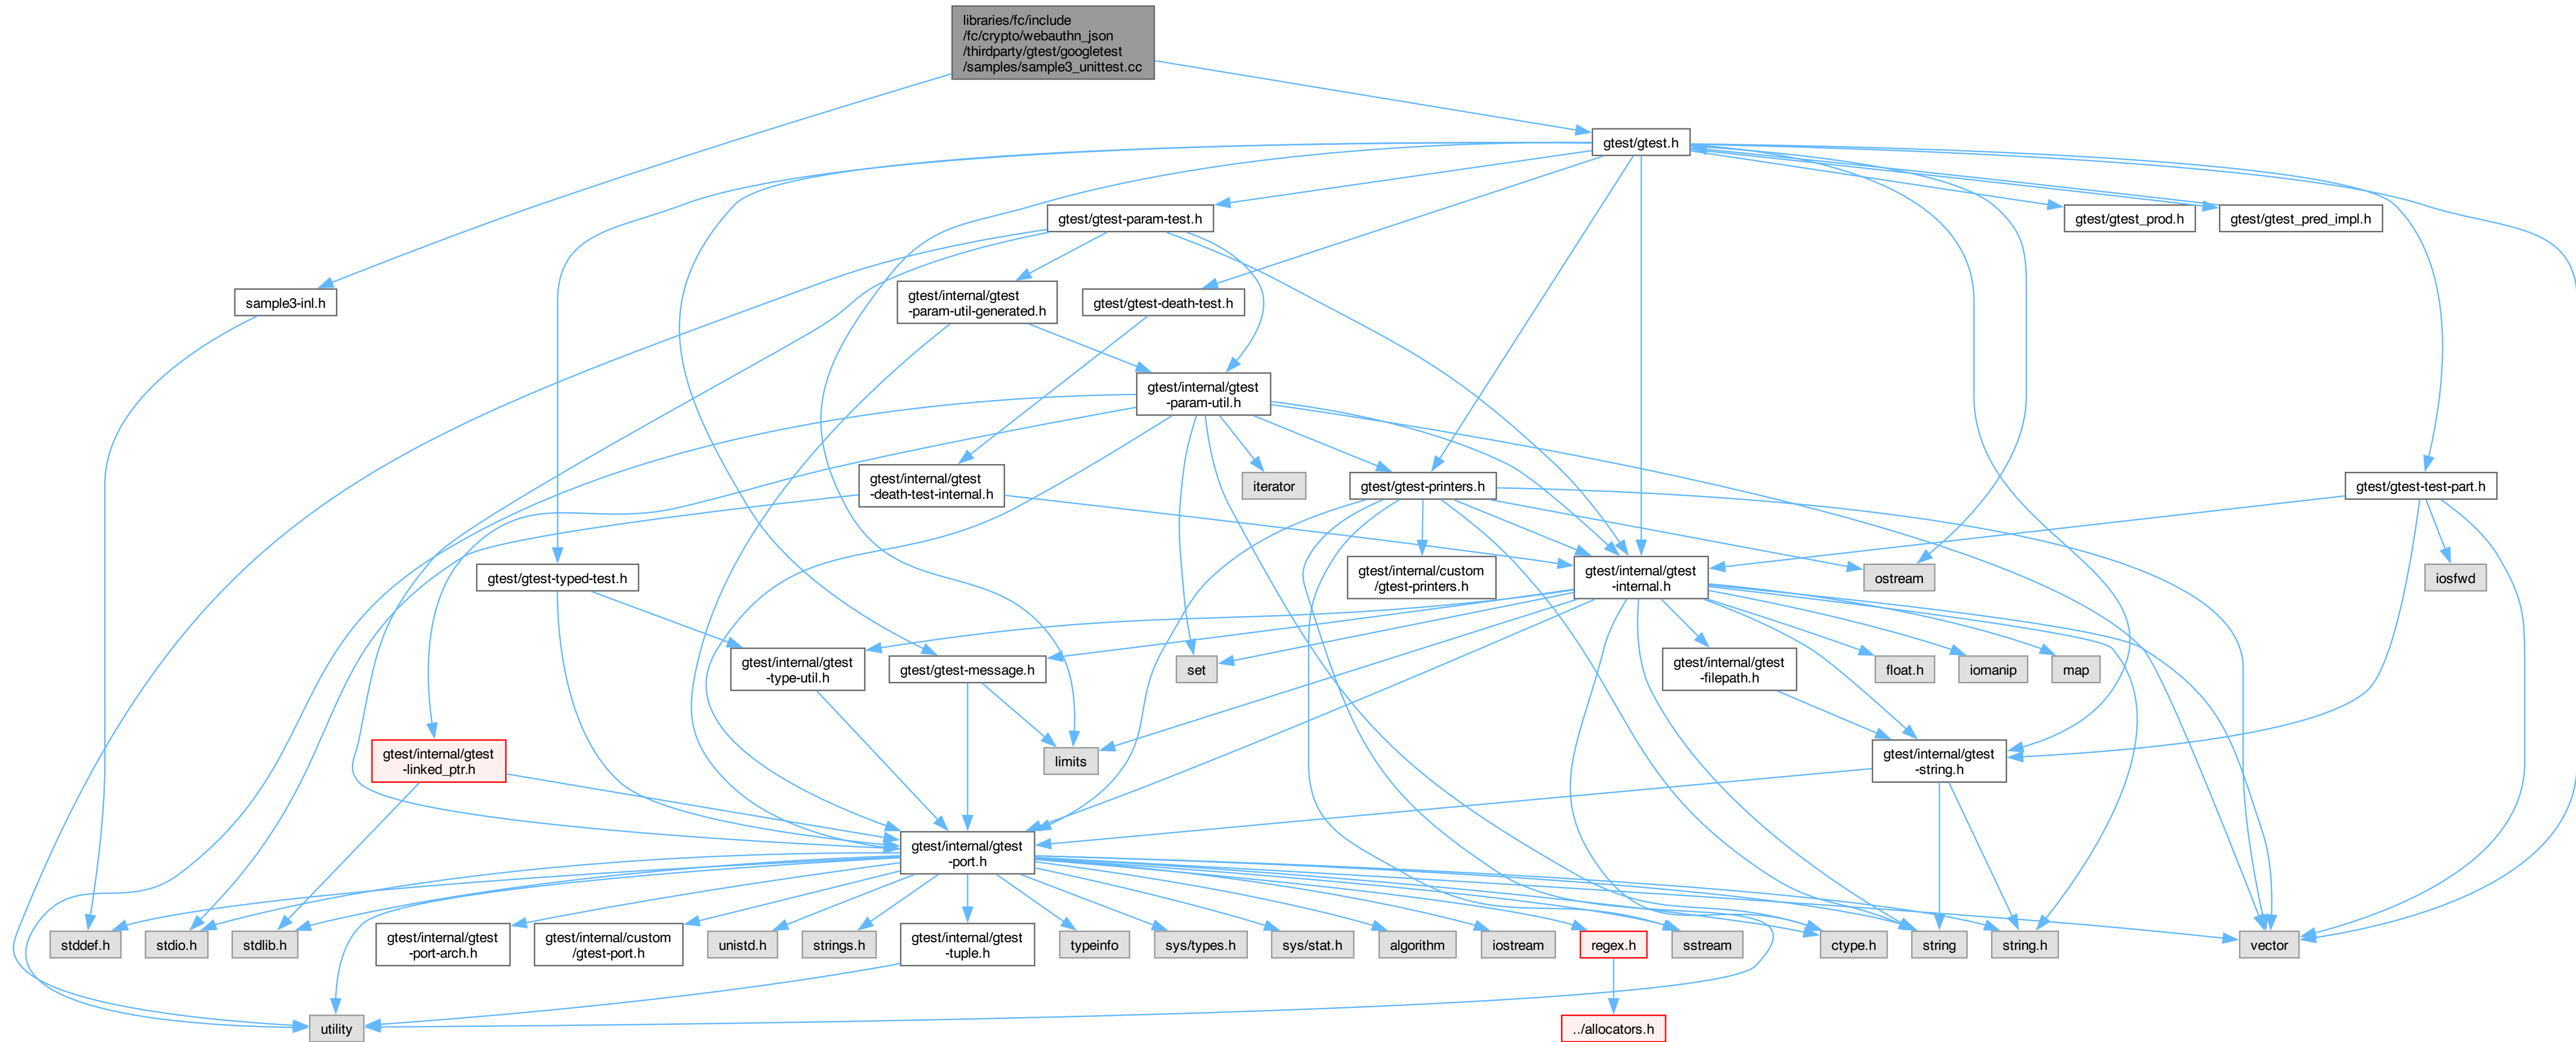 libraries/fc/include
/fc/crypto/webauthn_json
/thirdparty/gtest/googletest
/samples/sample3_unittest.cc
gtest/gtest.h
gtest/gtest-param-test.h
gtest/gtest_prod.h
gtest/gtest_pred_impl.h
sample3-inl.h
gtest/internal/gtest
-param-util-generated.h
gtest/gtest-death-test.h
gtest/internal/gtest
-param-util.h
gtest/internal/gtest
-death-test-internal.h
iterator
gtest/gtest-printers.h
gtest/gtest-test-part.h
gtest/gtest-typed-test.h
gtest/internal/custom
/gtest-printers.h
gtest/internal/gtest
-internal.h
ostream
iosfwd
gtest/internal/gtest
-type-util.h
gtest/gtest-message.h
set
gtest/internal/gtest
-filepath.h
float.h
iomanip
map
gtest/internal/gtest
-linked_ptr.h
limits
gtest/internal/gtest
-string.h
gtest/internal/gtest
-port.h
stddef.h
stdio.h
stdlib.h
gtest/internal/gtest
-port-arch.h
gtest/internal/custom
/gtest-port.h
unistd.h
strings.h
gtest/internal/gtest
-tuple.h
typeinfo
sys/types.h
sys/stat.h
algorithm
iostream
regex.h
sstream
ctype.h
string
string.h
vector
utility
../allocators.h